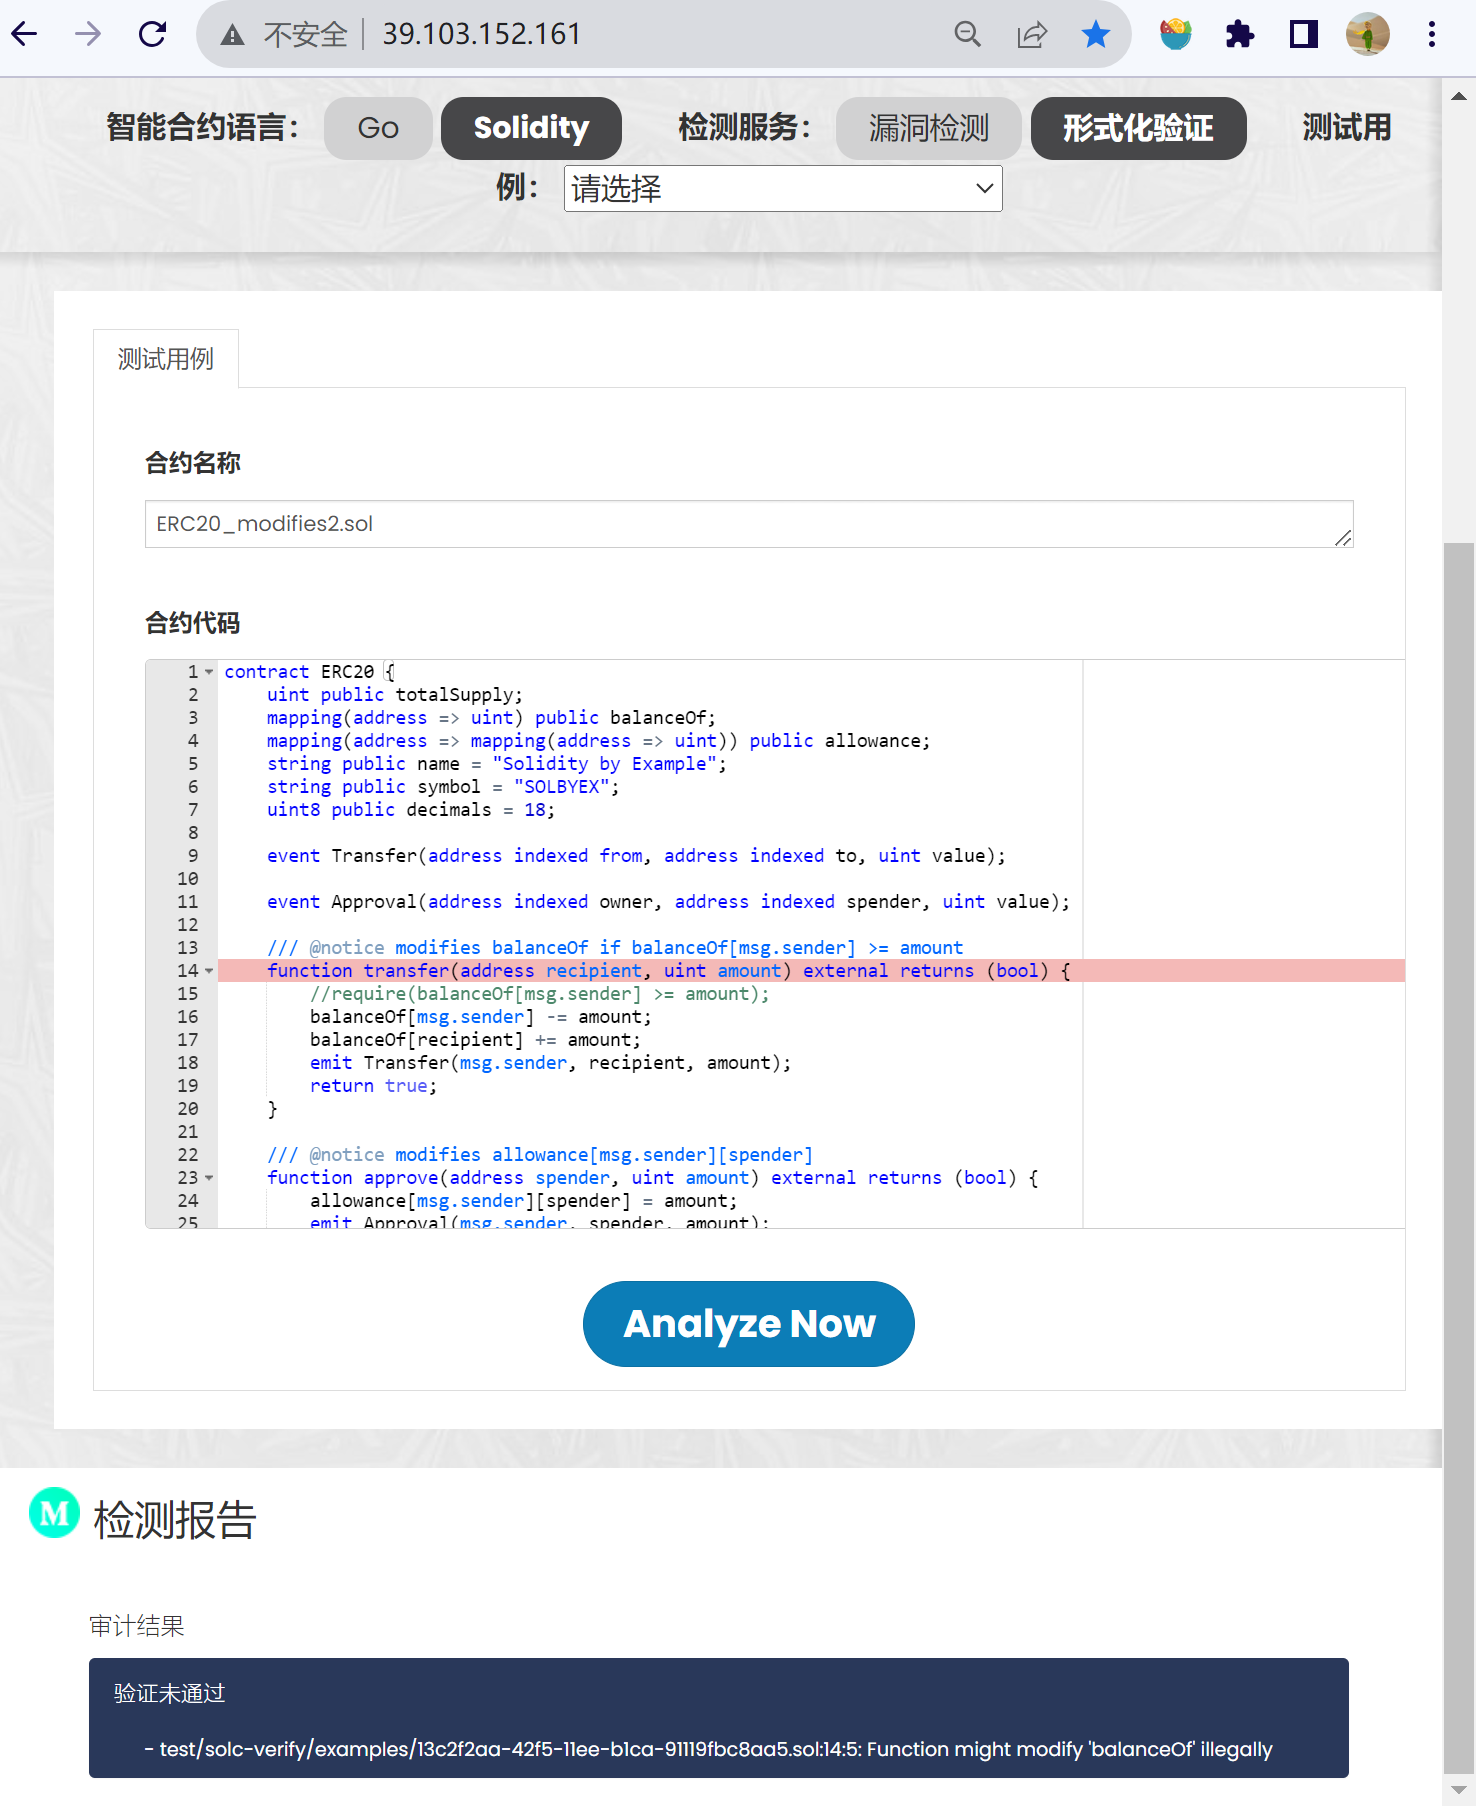 不安全 39.103.152.161
智能合约语言： Go Solidity 检测服务： 漏洞检测 形式化验证 测试用
例： 请选择
测试用例
合约名称
ERC20_modifies2.sol
合约代码
1 contract ERC20 {
2 uint public totalSupply;
3 mapping(address => uint) public balanceOf;
4 mapping(address => mapping(address => uint)) public allowance;
5 string public name = "Solidity by Example";
6 string public symbol = "SOLBYEX";
7 uint8 public decimals = 18;
8
9 event Transfer(address indexed from, address indexed to, uint value);
10
11 event Approval(address indexed owner, address indexed spender, uint value);
12
13 /// @notice modifies balanceOf if balanceOf[msg.sender] >= amount
14 function transfer(address recipient, uint amount) external returns (bool) {
15 //require(balanceOf[msg.sender] >= amount);
16 balanceOf[msg.sender] -= amount;
17 balanceOf[recipient] += amount;
18 emit Transfer(msg.sender, recipient, amount);
19 return true;
20 }
21
22 /// @notice modifies allowance[msg.sender][spender]
23 function approve(address spender, uint amount) external returns (bool) {
24 allowance[msg.sender][spender] = amount;
25 emit Approval(msg.sender, spender, amount);
Analyze Now
M 检测报告
审计结果
验证未通过
- test/solc-verify/examples/13c2f2aa-42f5-11ee-b1ca-91119fbc8aa5.sol:14:5: Function might modify 'balanceOf' illegally